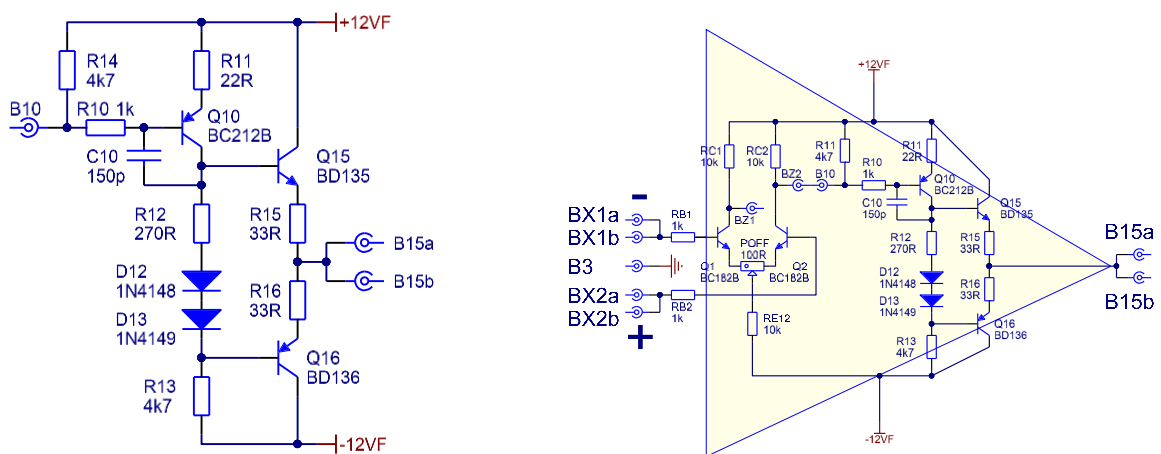 +12VF
R14
4k7
R11
22R
B10
R10 1k
Q10
BC212B
C10
150p
Q15
BD135
R12
270R
R15
33R
B15a
B15b
D12
1N4148
R16
33R
D13
1N4149
Q16
BD136
R13
4k7
-12VF
+12VF
RC1
10k
RC2
10k
R11
4k7
R11
22R
R10
1k
BZ2
B10
Q10
BC212B
-
BX1a
BX1b
RB1
1k
BZ1
C10
150p
Q15
BD135
R12
270R
R15
33R
B15a
B15b
POFF
100R
B3
Q1
BC182B
Q2
BC182B
D12
1N4148
R16
33R
BX2a
BX2b
RB2
1k
D13
1N4149
+
RE12
10k
Q16
BD136
R13
4k7
-12VF